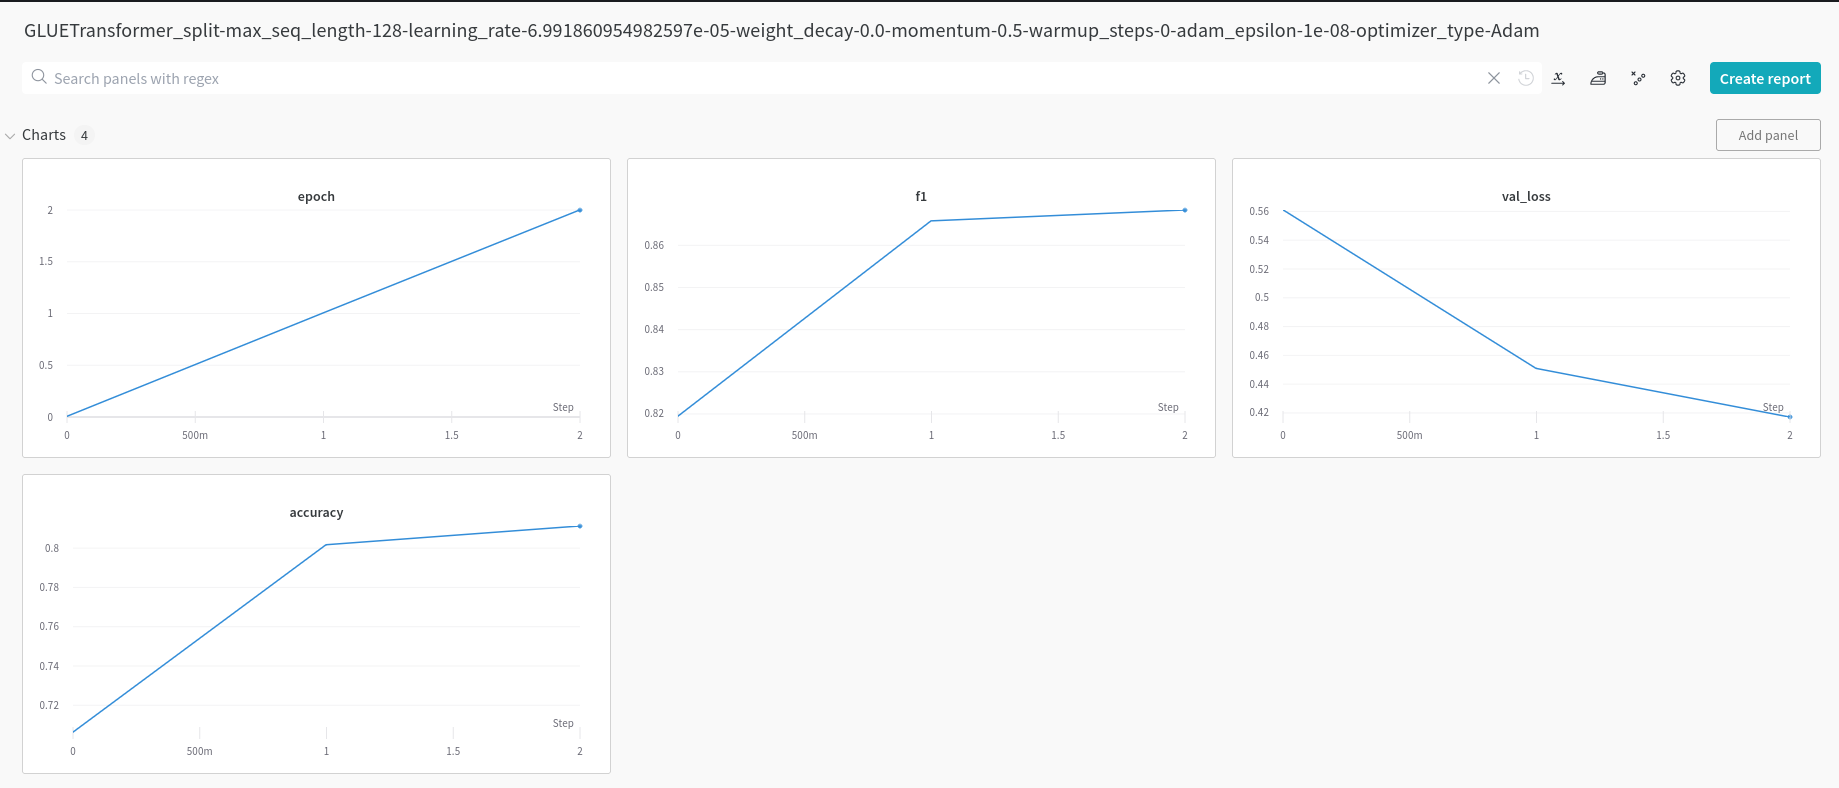 GLUETransformer_split-max_seq_length-128-learning_rate-6.991860954982597e-05-weight_decay-0.0-momentum-0.5-warmup_steps-0-adam_epsilon-1e-08-optimizer_type-Adam
Search panels with regex
Create report
Charts 4
Add panel
epoch
2
1.5
1
0.5
0
Step
0 500m 1 1.5 2
f1
0.86
0.85
0.84
0.83
0.82
Step
0 500m 1 1.5 2
val_loss
0.56
0.54
0.52
0.5
0.48
0.46
0.44
0.42
Step
0 500m 1 1.5 2
accuracy
0.8
0.78
0.76
0.74
0.72
Step
0 500m 1 1.5 2